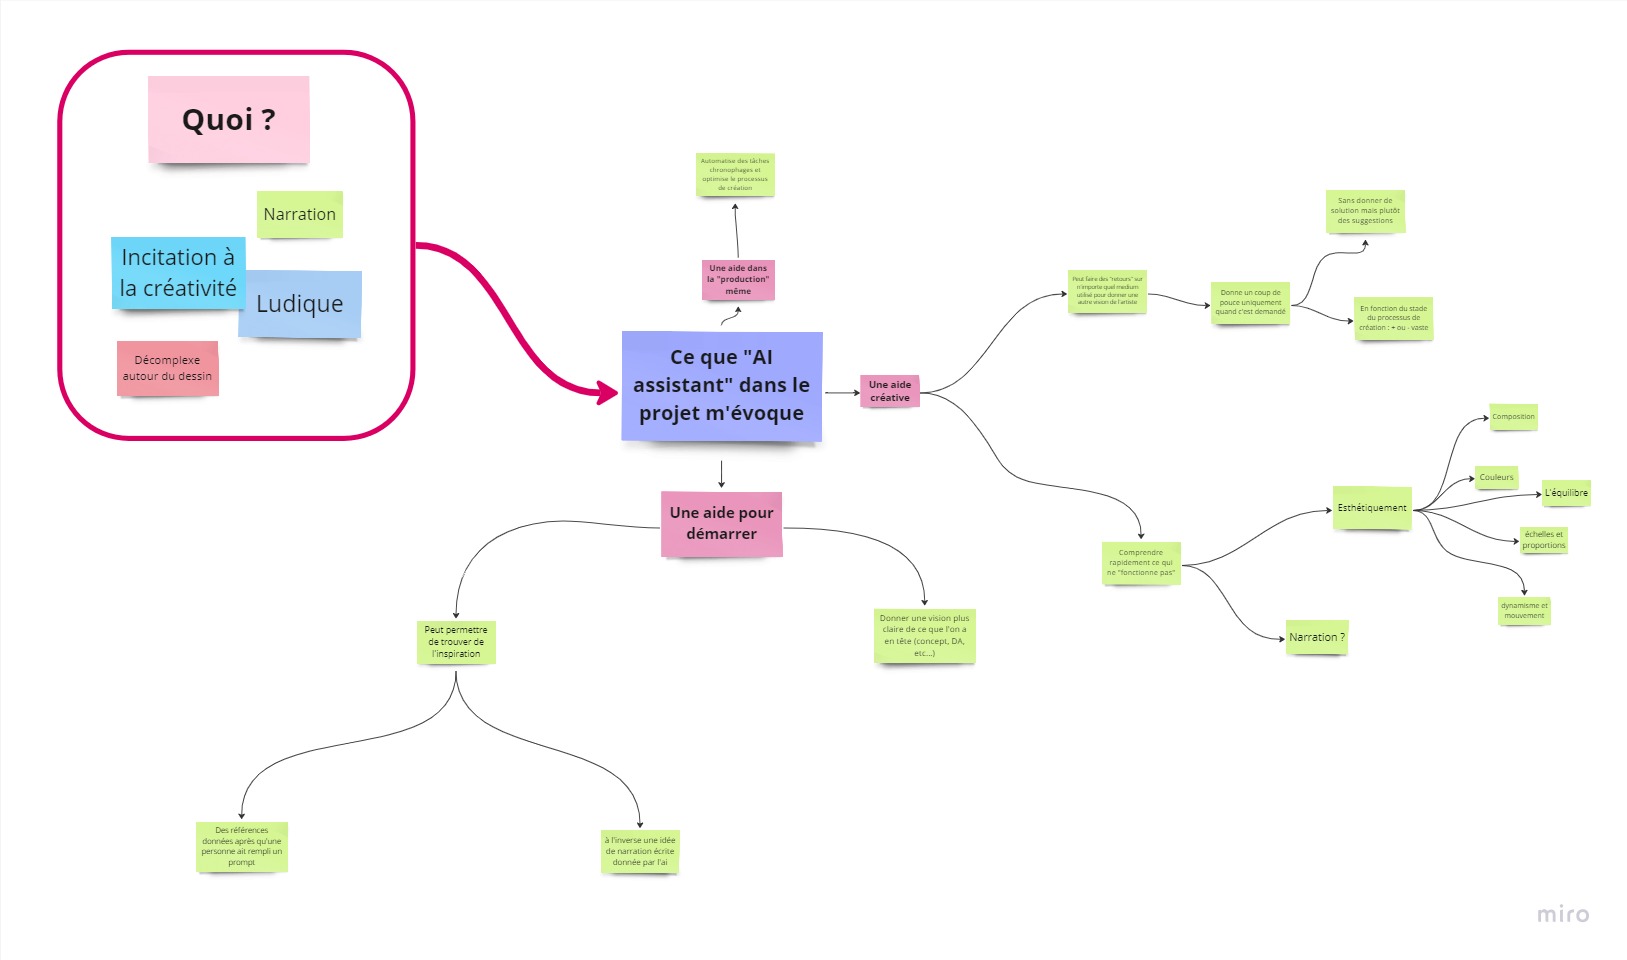 Quoi ?
Narration
Incitation à
la créativité
Ludique
Décomplexe
autour du dessin
Automatise des tâches
chronophages et
optimise le processus
de création
Une aide dans
la "production"
même
Ce que "AI
assistant" dans le
projet m'évoque
Une aide
créative
Peut faire des "retours" sur
n'importe quel medium
utilisé pour donner une
autre vision de l'artiste
Donne un coup de
pouce uniquement
quand c'est demandé
Sans donner de
solution mais plutôt
des suggestions
En fonction du stade
du processus de
création : + ou - vaste
Comprendre
rapidement ce qui
ne "fonctionne pas"
Esthétiquement
Composition
Couleurs
L'équilibre
échelles et
proportions
dynamisme et
mouvement
Narration ?
Une aide pour
démarrer
Peut permettre
de trouver de
l'inspiration
Donner une vision plus
claire de ce que l'on a
en tête (concept, DA,
etc...)
Des références
données après qu'une
personne ait rempli un
prompt
à l'inverse une idée
de narration écrite
donnée par l'ai
miro